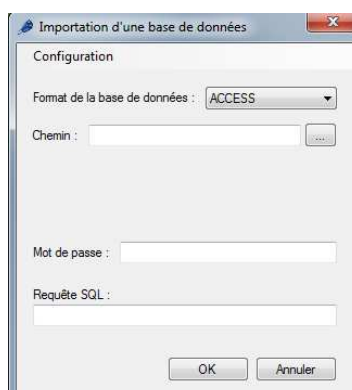 Importation d'une base de données
Configuration
Format de la base de données : ACCESS
Chemin : ...
Mot de passe :
Requête SQL :
OK Annuler